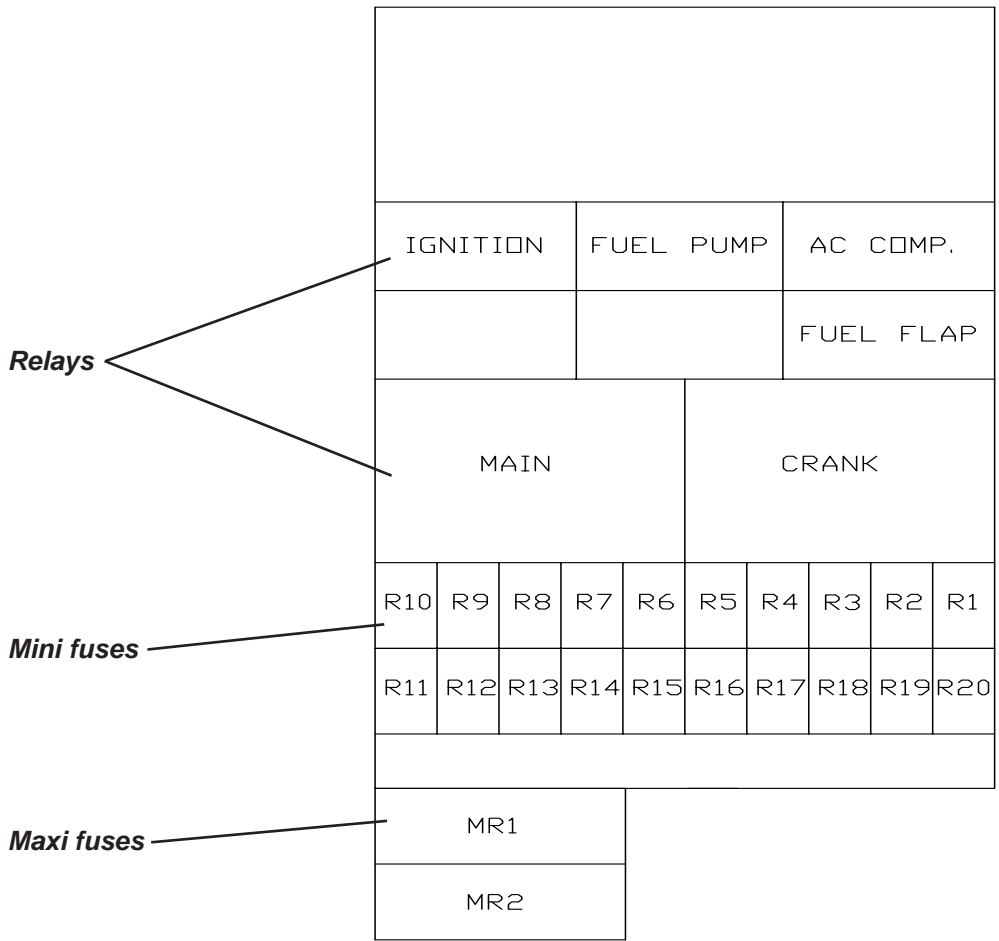 IGNITION FUEL PUMP AC COMP.
FUEL FLAP
Relays
MAIN CRANK
R10 R9 R8 R7 R6 R5 R4 R3 R2 R1
Mini fuses
R11 R12 R13 R14 R15 R16 R17 R18 R19 R20
Maxi fuses
MR1
MR2